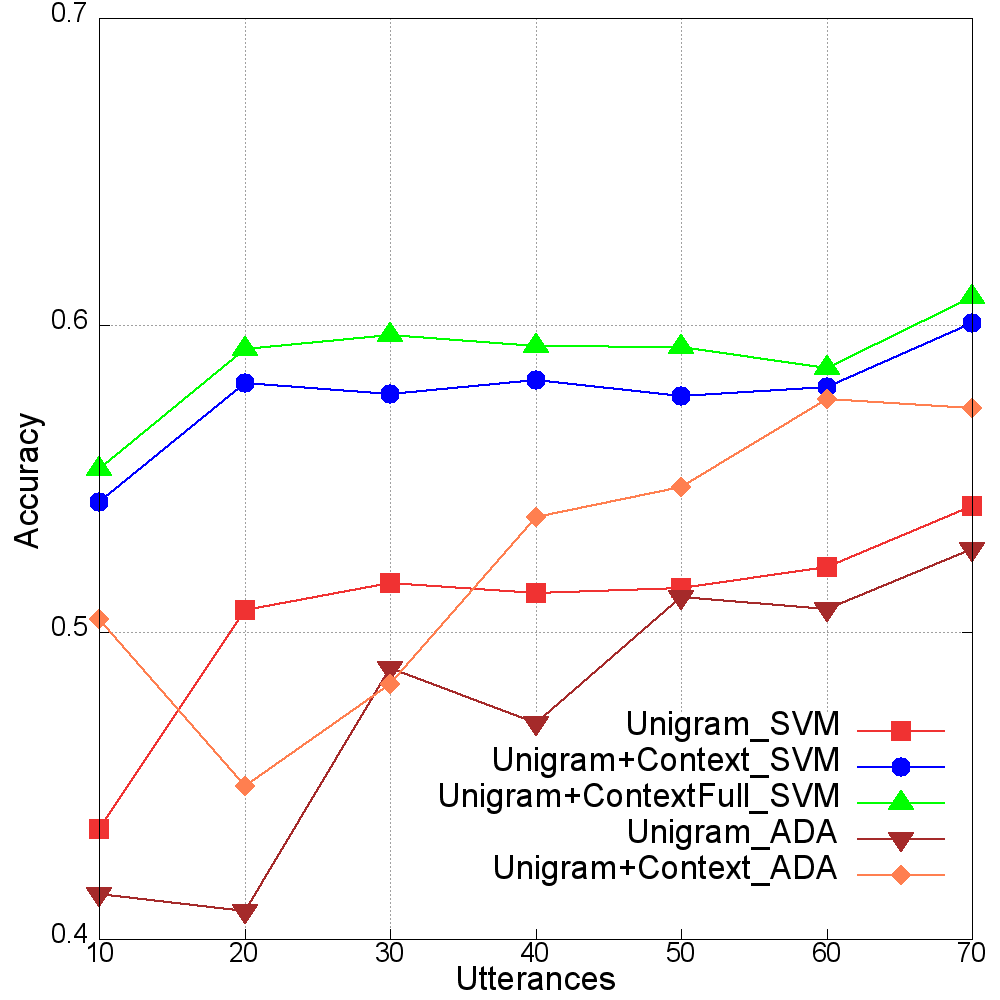 0.7
0.6
0.5
0.4
Accuracy
Unigram_SVM
Unigram+Context_SVM
Unigram+ContextFull_SVM
Unigram_ADA
Unigram+Context_ADA
10 20 30 40 50 60 70
Utterances